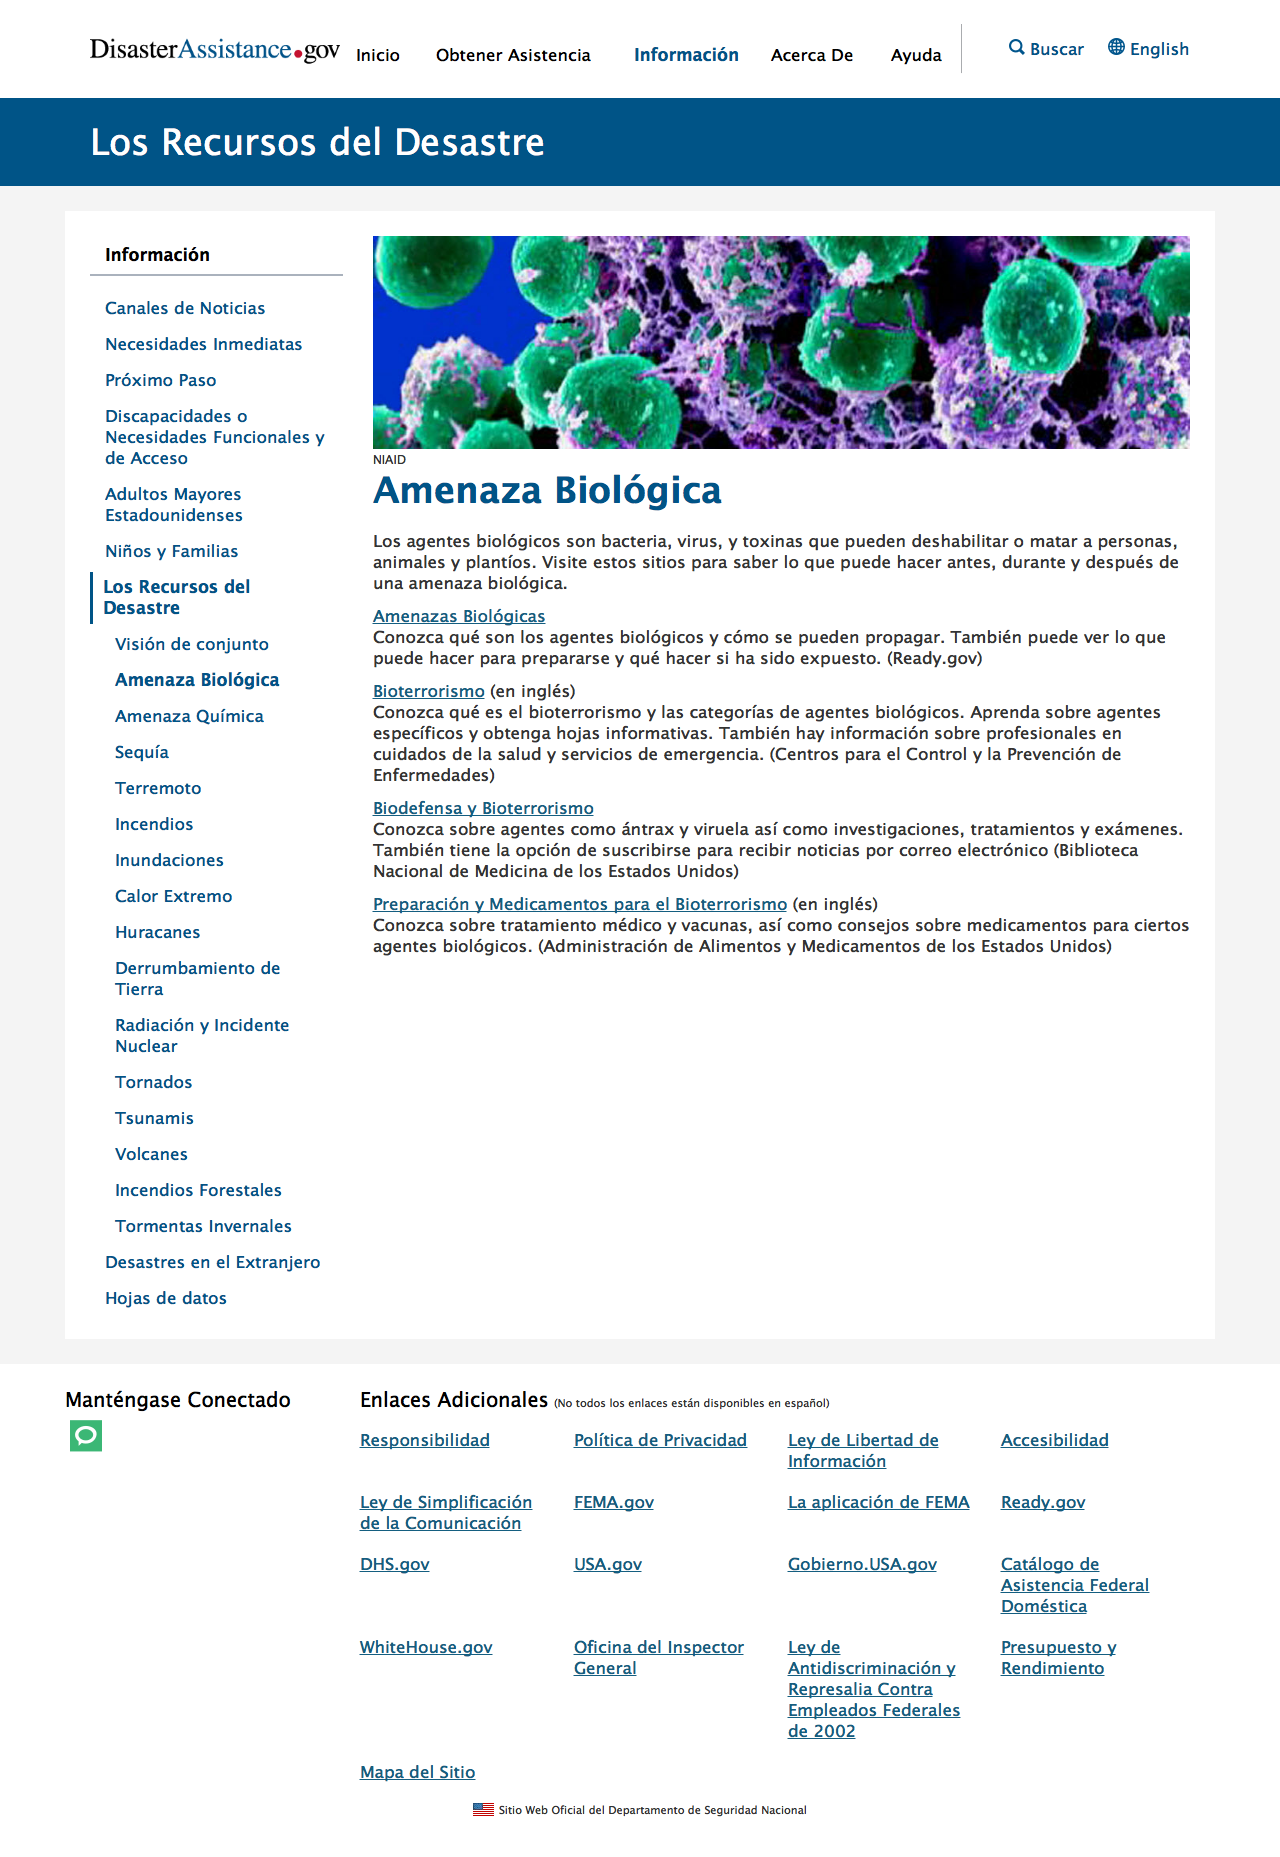 DisasterAssistance.gov
Inicio
Obtener Asistencia
Información
Acerca De
Ayuda
Buscar
English
Los Recursos del Desastre
Información
Canales de Noticias
Necesidades Inmediatas
Próximo Paso
Discapacidades o
Necesidades Funcionales y
de Acceso
Adultos Mayores
Estadounidenses
Niños y Familias
Los Recursos del
Desastre
Visión de conjunto
Amenaza Biológica
Amenaza Química
Sequía
Terremoto
Incendios
Inundaciones
Calor Extremo
Huracanes
Derrumbamiento de
Tierra
Radiación y Incidente
Nuclear
Tornados
Tsunamis
Volcanes
Incendios Forestales
Tormentas Invernales
Desastres en el Extranjero
Hojas de datos
NIAID
Amenaza Biológica
Los agentes biológicos son bacteria, virus, y toxinas que pueden deshabilitar o matar a personas,
animales y plantíos. Visite estos sitios para saber lo que puede hacer antes, durante y después de
una amenaza biológica.
Amenazas Biológicas
Conozca qué son los agentes biológicos y cómo se pueden propagar. También puede ver lo que
puede hacer para prepararse y qué hacer si ha sido expuesto. (Ready.gov)
Bioterrorismo (en inglés)
Conozca qué es el bioterrorismo y las categorías de agentes biológicos. Aprenda sobre agentes
específicos y obtenga hojas informativas. También hay información sobre profesionales en
cuidados de la salud y servicios de emergencia. (Centros para el Control y la Prevención de
Enfermedades)
Biodefensa y Bioterrorismo
Conozca sobre agentes como ántrax y viruela así como investigaciones, tratamientos y exámenes.
También tiene la opción de suscribirse para recibir noticias por correo electrónico (Biblioteca
Nacional de Medicina de los Estados Unidos)
Preparación y Medicamentos para el Bioterrorismo (en inglés)
Conozca sobre tratamiento médico y vacunas, así como consejos sobre medicamentos para ciertos
agentes biológicos. (Administración de Alimentos y Medicamentos de los Estados Unidos)
Manténgase Conectado
Enlaces Adicionales (No todos los enlaces están disponibles en español)
Responsibilidad
Política de Privacidad
Ley de Libertad de
Información
Accesibilidad
Ley de Simplificación
de la Comunicación
FEMA.gov
La aplicación de FEMA
Ready.gov
DHS.gov
USA.gov
Gobierno.USA.gov
Catálogo de
Asistencia Federal
Doméstica
WhiteHouse.gov
Oficina del Inspector
General
Ley de
Antidiscriminación y
Represalia Contra
Empleados Federales
de 2002
Presupuesto y
Rendimiento
Mapa del Sitio
Sitio Web Oficial del Departamento de Seguridad Nacional